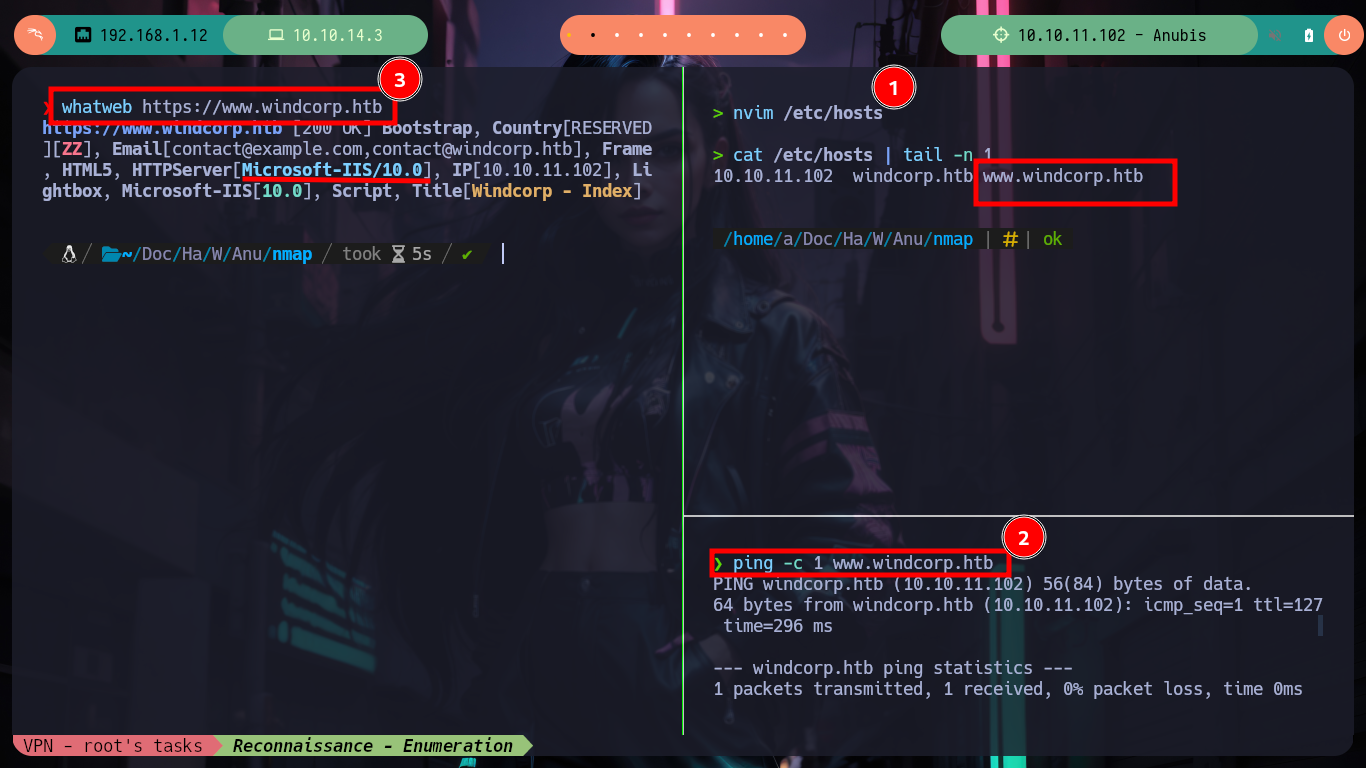 192.168.1.12
10.10.14.3
10.10.11.102 - Anubis
3
❯ whatweb https://www.windcorp.htb
https://www.windcorp.htb [200 OK] Bootstrap, Country[RESERVED
][ZZ], Email[contact@example.com,contact@windcorp.htb], Frame
, HTML5, HTTPServer[Microsoft-IIS/10.0], IP[10.10.11.102], Li
ghtbox, Microsoft-IIS[10.0], Script, Title[Windcorp - Index]
/ ~/Doc/Ha/W/Anu/nmap / took 5s / ✔
1
> nvim /etc/hosts
> cat /etc/hosts | tail -n 1
10.10.11.102 windcorp.htb www.windcorp.htb
/home/a/Doc/Ha/W/Anu/nmap | # | ok
2
❯ ping -c 1 www.windcorp.htb
PING windcorp.htb (10.10.11.102) 56(84) bytes of data.
64 bytes from windcorp.htb (10.10.11.102): icmp_seq=1 ttl=127
time=296 ms
--- windcorp.htb ping statistics ---
1 packets transmitted, 1 received, 0% packet loss, time 0ms
VPN - root's tasks
Reconnaissance - Enumeration